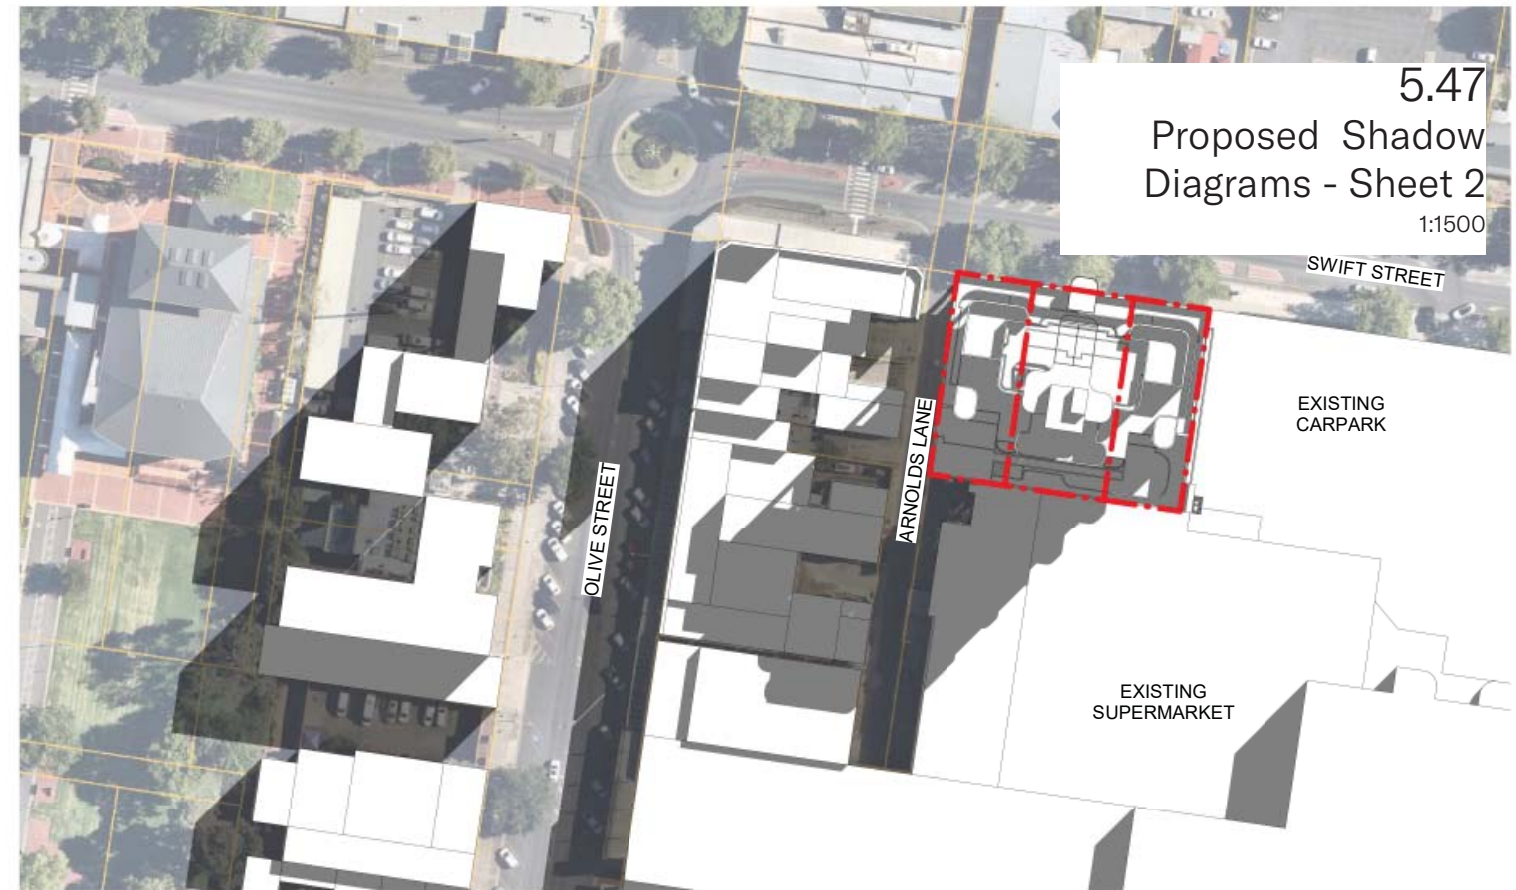 5.47
Proposed Shadow
Diagrams - Sheet 2
1:1500
SWIFT STREET
EXISTING
CARPARK
ARNOLDS LANE
OLIVE STREET
EXISTING
SUPERMARKET